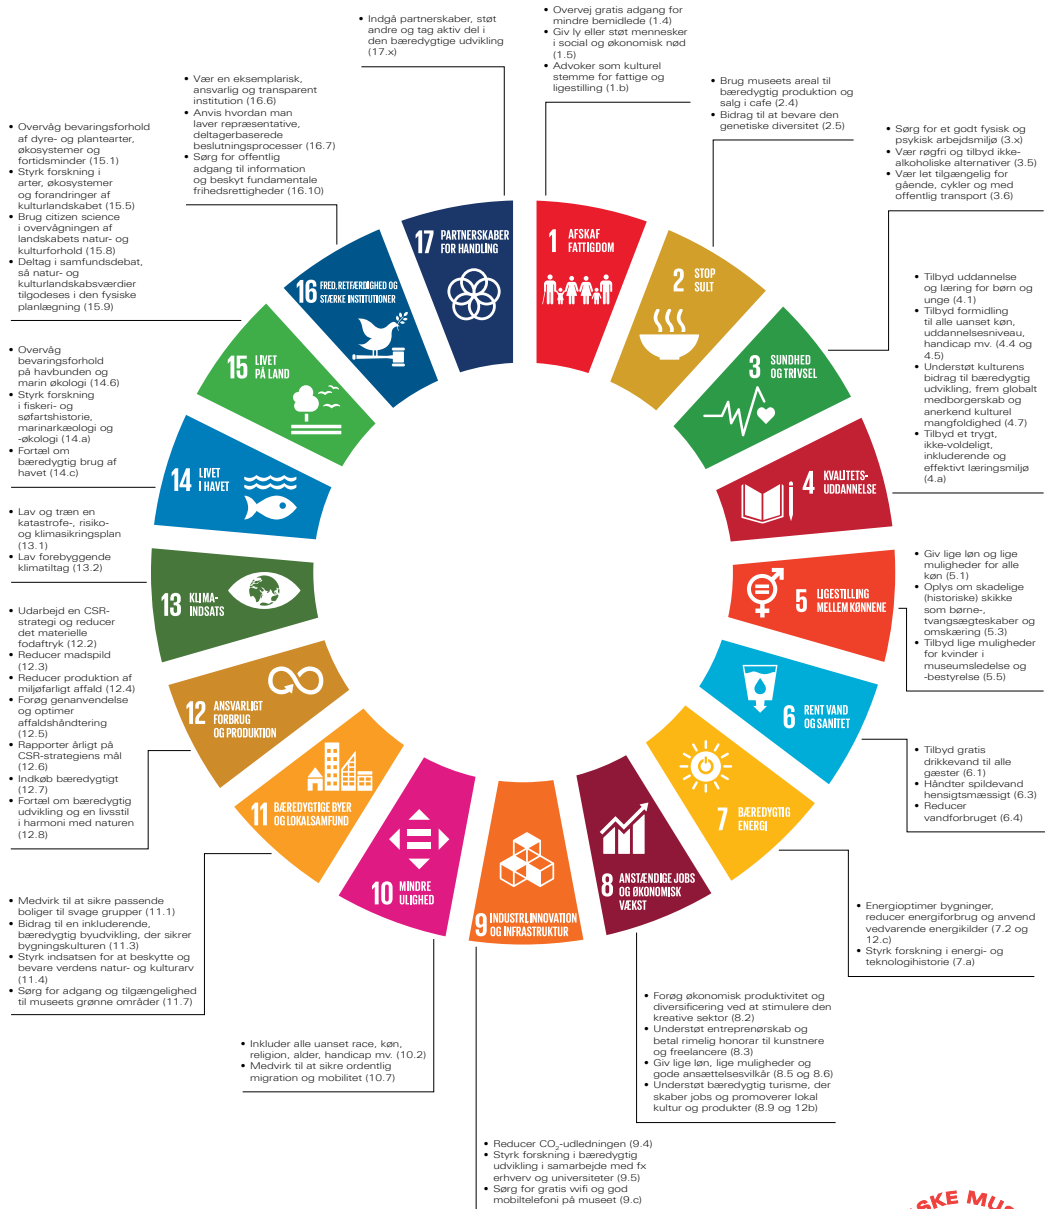 • Indgå partnerskaber, støt
andre og tag aktiv del i
den bæredygtige udvikling
(17.x)
• Overvej gratis adgang for
mindre bemidlede (1.4)
• Giv ly eller støt mennesker
i social og økonomisk nød
(1.5)
• Advoker som kulturel
stemme for fattige og
ligestilling (1.b)
• Brug museets areal til
bæredygtig produktion og
salg i cafe (2.4)
• Bidrag til at bevare den
genetiske diversitet (2.5)
• Sørg for et godt fysisk og
psykisk arbejdsmiljø (3.x)
• Vær røgfri og tilbyd ikke-
alkoholiske alternativer (3.5)
• Vær let tilgængelig for
gående, cykler og med
offentlig transport (3.6)
• Vær en eksemplarisk,
ansvarlig og transparent
institution (16.6)
• Anvis hvordan man
laver repræsentative,
deltagerbaserede
beslutningsprocesser (16.7)
• Sørg for offentlig
adgang til information
og beskyt fundamentale
frihedsrettigheder (16.10)
• Overvåg bevaringsforhold
af dyre- og plantearter,
økosystemer og
fortidsminder (15.1)
• Styrk forskning i
arter, økosystemer
og forandringer af
kulturlandskabet (15.5)
• Brug citizen science
i overvågningen af
landskabets natur- og
kulturforhold (15.8)
• Deltag i samfundsdebat,
så natur- og
kulturlandskabsværdier
tilgodeses i den fysiske
planlægning (15.9)
• Overvåg
bevaringsforhold
på havbunden og
marin økologi (14.6)
• Styrk forskning
i fiskeri- og
søfartshistorie,
marinarkæologi og
-økologi (14.a)
• Fortæl om
bæredygtig brug af
havet (14.c)
• Lav og træn en
katastrofe-, risiko-
og klimasikringsplan
(13.1)
• Lav forebyggende
klimatiltag (13.2)
• Udarbejd en CSR-
strategi og reducer
det materielle
fodaftryk (12.2)
• Reducer madspild
(12.3)
• Reducer produktion af
miljøfarligt affald (12.4)
• Forøg genanvendelse
og optimer
affaldshåndtering
(12.5)
• Rapporter årligt på
CSR-strategiens mål
(12.6)
• Indkøb bæredygtigt
(12.7)
• Fortæl om bæredygtig
udvikling og en livsstil
i harmoni med naturen
(12.8)
• Medvirk til at sikre passende
boliger til svage grupper (11.1)
• Bidrag til en inkluderende,
bæredygtig byudvikling, der sikrer
bygningskulturen (11.3)
• Styrk indsatsen for at beskytte og
bevare verdens natur- og kulturarv
(11.4)
• Sørg for adgang og tilgængelighed
til museets grønne områder (11.7)
• Inkluder alle uanset race, køn,
religion, alder, handicap mv. (10.2)
• Medvirk til at sikre ordentlig
migration og mobilitet (10.7)
• Reducer CO₂-udledningen (9.4)
• Styrk forskning i bæredygtig
udvikling i samarbejde med fx
erhverv og universiteter (9.5)
• Sørg for gratis wifi og god
mobiltelefoni på museet (9.c)
• Forøg økonomisk produktivitet og
diversificering ved at stimulere den
kreative sektor (8.2)
• Understøt entreprenørskab og
betal rimelig honorar til kunstnere
og freelancere (8.3)
• Giv lige løn, lige muligheder og
gode ansættelsesvilkår (8.5 og 8.6)
• Understøt bæredygtig turisme, der
skaber jobs og promoverer lokal
kultur og produkter (8.9 og 12b)
• Energioptimer bygninger,
reducer energiforbrug og anvend
vedvarende energikilder (7.2 og
12.c)
• Styrk forskning i energi- og
teknologihistorie (7.a)
• Tilbyd gratis
drikkevand til alle
gæster (6.1)
• Håndter spildevand
hensigtsmæssigt (6.3)
• Reducer
vandforbruget (6.4)
• Giv lige løn og lige
muligheder for alle
køn (5.1)
• Oplys om skadelige
(historiske) skikke
som børne-,
tvangsægteskaber og
omskæring (5.3)
• Tilbyd lige muligheder
for kvinder i
museumsledelse og
-bestyrelse (5.5)
• Tilbyd uddannelse
og læring for børn og
unge (4.1)
• Tilbyd formidling
til alle uanset køn,
uddannelsesniveau,
handicap mv. (4.4 og
4.5)
• Understøt kulturens
bidrag til bæredygtig
udvikling, frem globalt
medborgerskab og
anerkend kulturel
mangfoldighed (4.7)
• Tilbyd et trygt,
ikke-voldeligt,
inkluderende og
effektivt læringsmiljø
(4.a)
1 AFSKAF
FATTIGDOM
2 STOP
SULT
3 SUNDHED
OG TRIVSEL
4 KVALITETS-
UDDANNELSE
5 LIGESTILLING
MELLEM KØNNENE
6 RENT VAND
OG SANITET
7 BÆREDYGTIG
ENERGI
8 ANSTÆNDIGE JOBS
OG ØKONOMISK
VÆKST
9 INDUSTRI, INNOVATION
OG INFRASTRUKTUR
10 MINDRE
ULIGHED
11 BÆREDYGTIGE BYER
OG LOKALSAMFUND
12 ANSVARLIGT
FORBRUG
OG PRODUKTION
13 KLIMA-
INDSATS
14 LIVET
I HAVET
15 LIVET
PÅ LAND
16 FRED, RETFÆRDIGHED OG
STÆRKE INSTITUTIONER
17 PARTNERSKABER
FOR HANDLING
SKE MUS